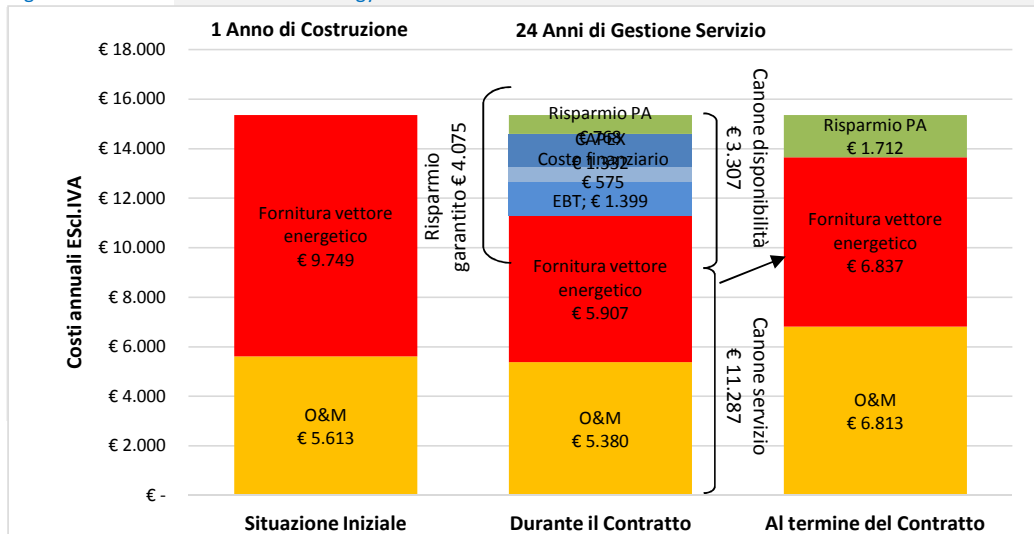 1 Anno di Costruzione
24 Anni di Gestione Servizio
Costi annuali EScl.IVA
€ 18.000
€ 16.000
€ 14.000
€ 12.000
€ 10.000
€ 8.000
€ 6.000
€ 4.000
€ 2.000
€ -
Fornitura vettore
energetico
€ 9.749
O&M
€ 5.613
Situazione Iniziale
Risparmio
garantito € 4.075
Risparmio PA
€ 768
CAPEX
€ 1.332
Costo finanziario
€ 575
EBT; € 1.399
Fornitura vettore
energetico
€ 5.907
O&M
€ 5.380
Durante il Contratto
Canone disponibilità
€ 3.307
Canone servizio
€ 11.287
Risparmio PA
€ 1.712
Fornitura vettore
energetico
€ 6.837
O&M
€ 6.813
Al termine del Contratto